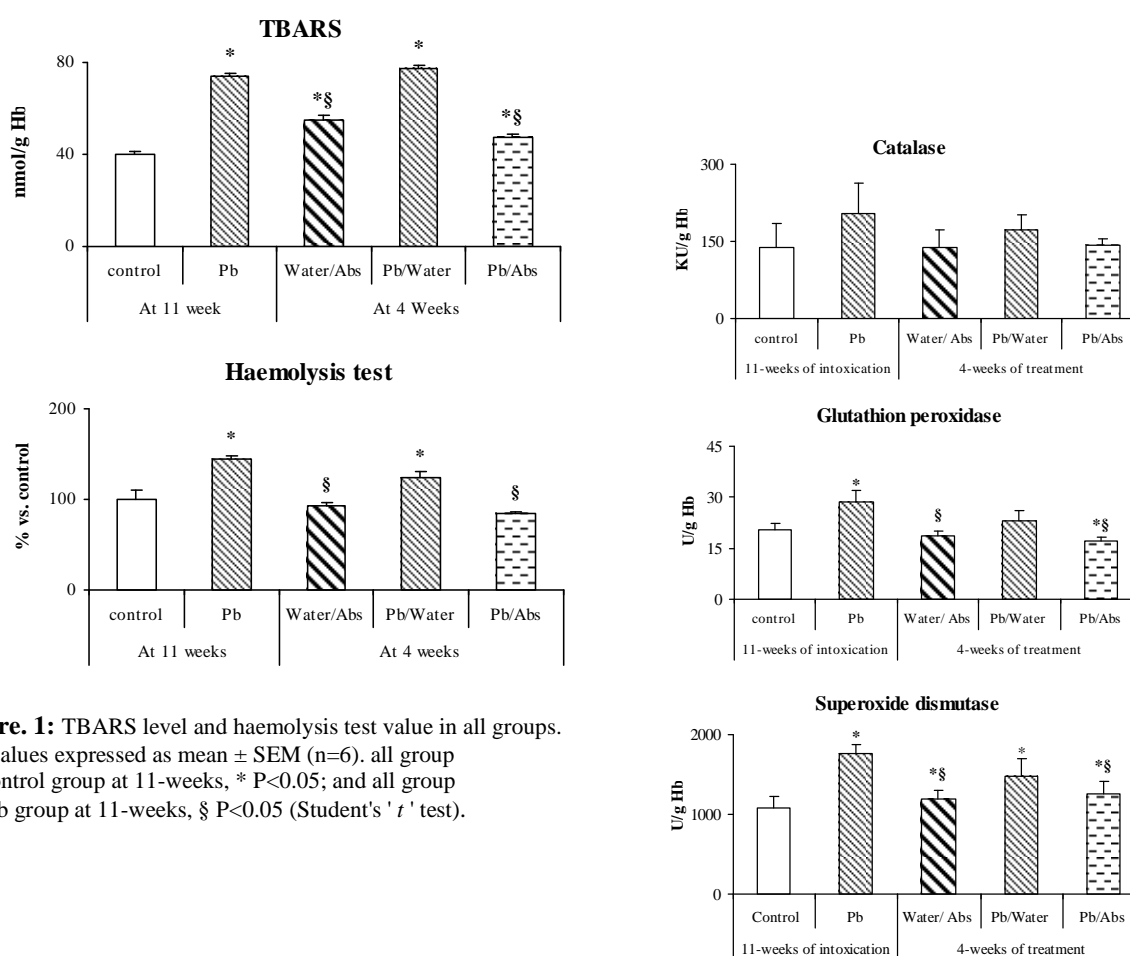 TBARS
* * *§ *§
80
40
0
nmol/g Hb
control Pb Water/Abs Pb/Water Pb/Abs
At 11 week At 4 Weeks
Haemolysis test
* § * §
200
100
0
% vs. control
control Pb Water/Abs Pb/Water Pb/Abs
At 11 weeks At 4 weeks
re. 1: TBARS level and haemolysis test value in all groups.
alues expressed as mean ± SEM (n=6). all group
ontrol group at 11-weeks, * P<0.05; and all group
b group at 11-weeks, § P<0.05 (Student's ' t ' test).
Catalase
300
150
0
KU/g Hb
control Pb Water/ Abs Pb/Water Pb/Abs
11-weeks of intoxication 4-weeks of treatment
Glutathion peroxidase
* § *§
45
30
15
0
U/g Hb
control Pb Water/ Abs Pb/Water Pb/Abs
11-weeks of intoxication 4-weeks of treatment
Superoxide dismutase
* *§ * *§
2000
1000
0
U/g Hb
Control Pb Water/ Abs Pb/Water Pb/Abs
11-weeks of intoxication 4-weeks of treatment